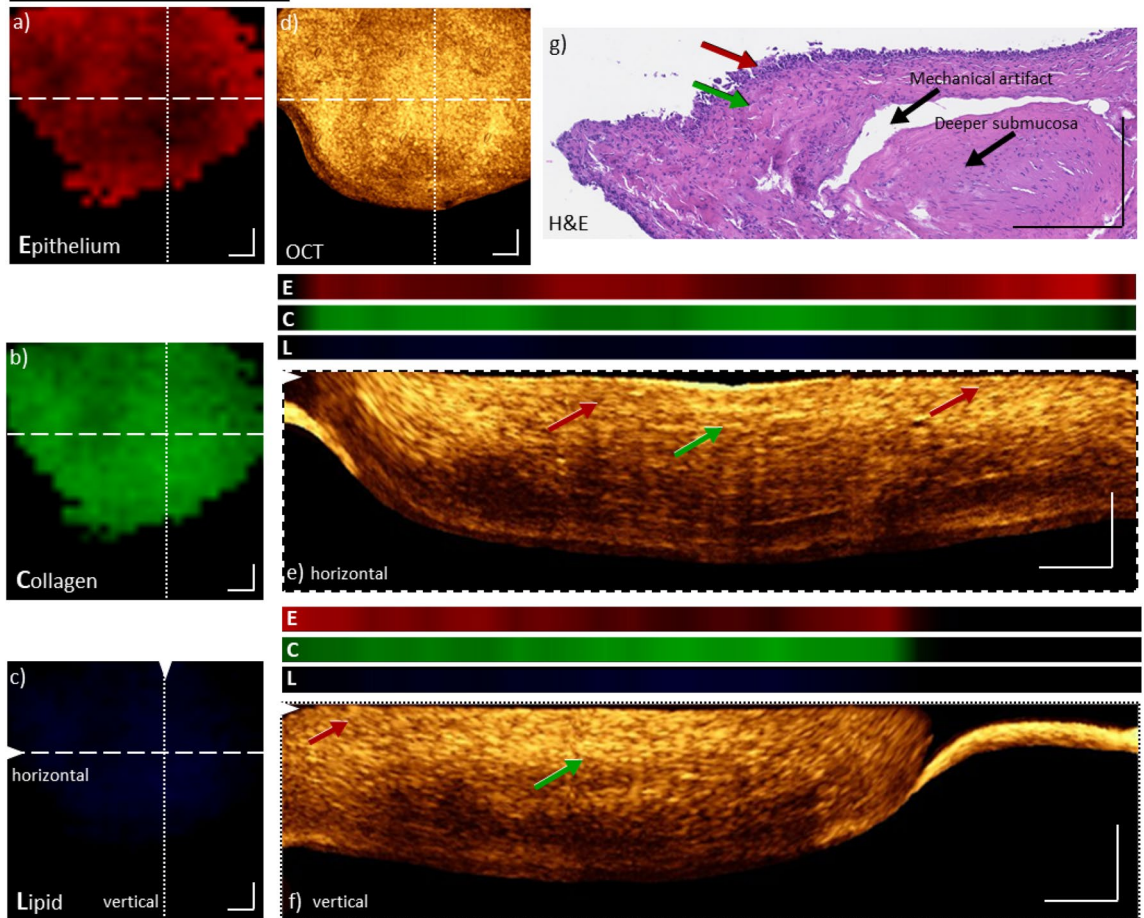 a)
Epithelium
d)
OCT
g)
Mechanical artifact
Deeper submucosa
H&E
b)
Collagen
E
C
L
e) horizontal
c)
horizontal
Lipid
vertical
E
C
L
f) vertical